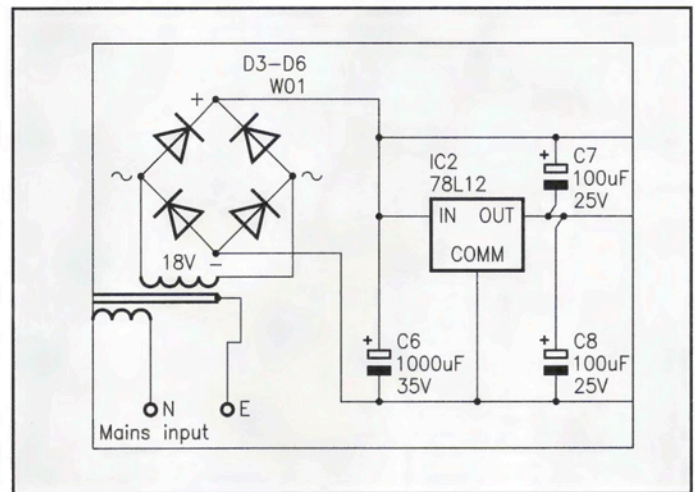 D3-D6
W01
+
~
~
18V
-
IC2
78L12
IN OUT
COMM
+
C7
100uF
25V
+
C6
1000uF
35V
+
C8
100uF
25V
N
E
Mains input